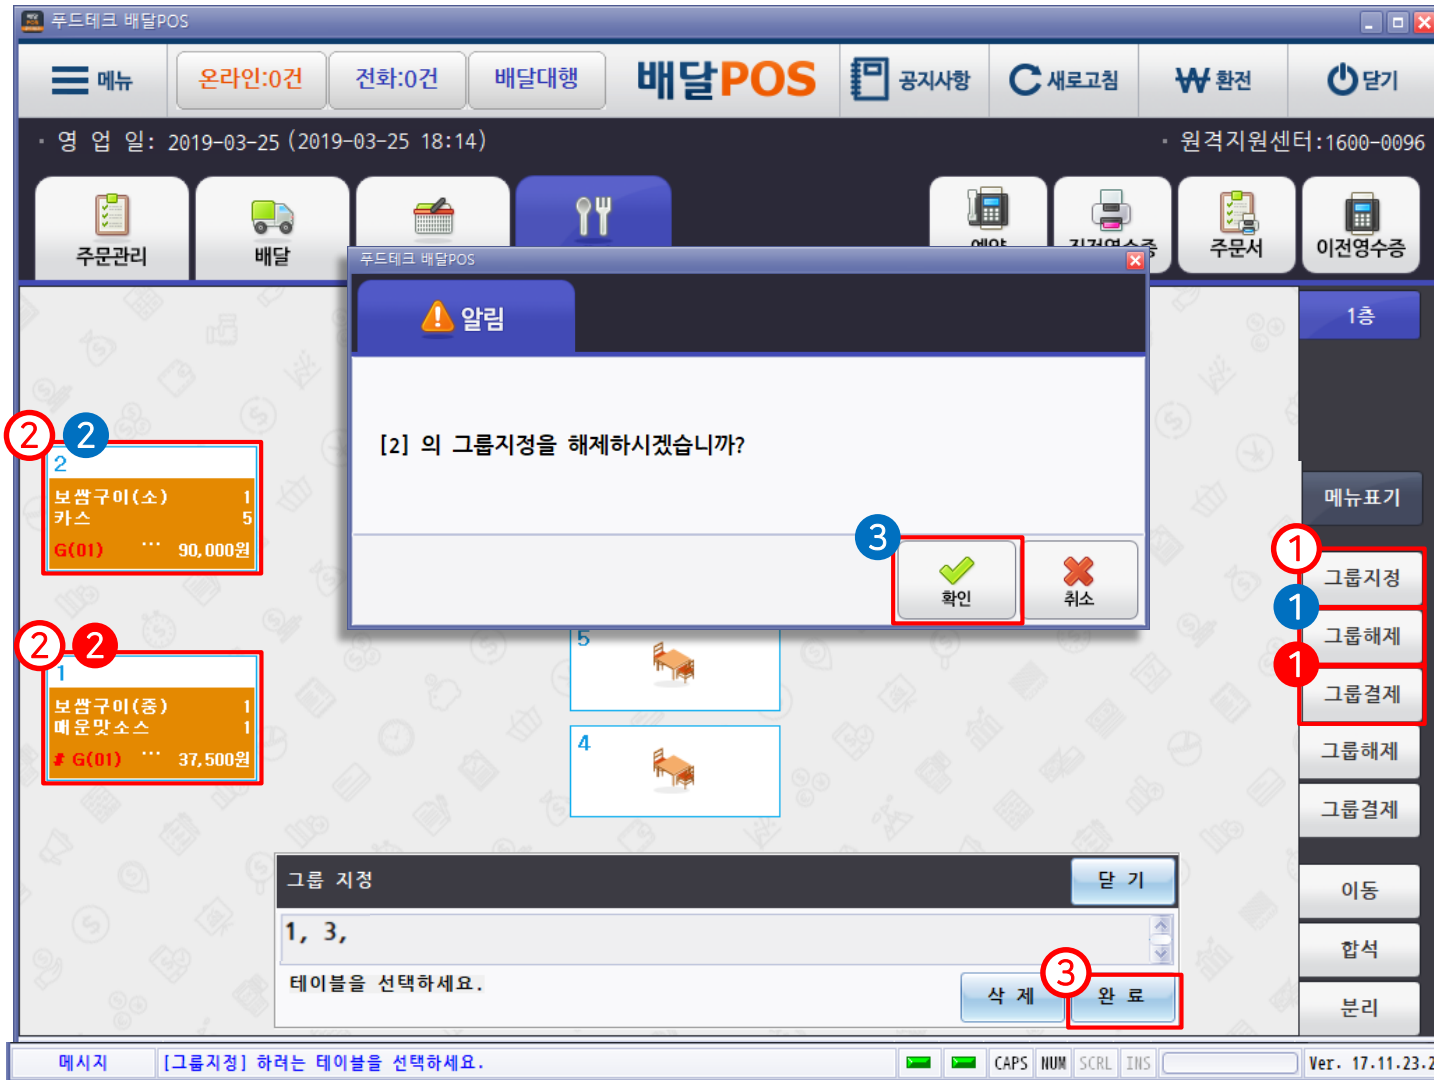 푸드테크 배달POS
메뉴
온라인:0건
전화:0건
배달대행
배달POS
공지사항
새로고침
환전
닫기
영 업 일: 2019-03-25 (2019-03-25 18:14)
원격지원센터:1600-0096
주문관리
배달
주문서
이전영수증
푸드테크 배달POS
알림
[2] 의 그룹지정을 해제하시겠습니까?
3
확인
취소
1층
메뉴표기
1
그룹지정
1
그룹해제
1
그룹결제
그룹해제
그룹결제
이동
합석
분리
2 2
2
보쌈구이(소) 1
카스 5
G(01) ... 90,000원
2 2
1
보쌈구이(중) 1
매운맛소스 1
# G(01) ... 37,500원
5
4
그룹 지정
닫 기
1, 3,
테이블을 선택하세요.
삭 제
3
완 료
메시지
[그룹지정] 하려는 테이블을 선택하세요.
CAPS NUM SCRL INS
Ver. 17.11.23.2